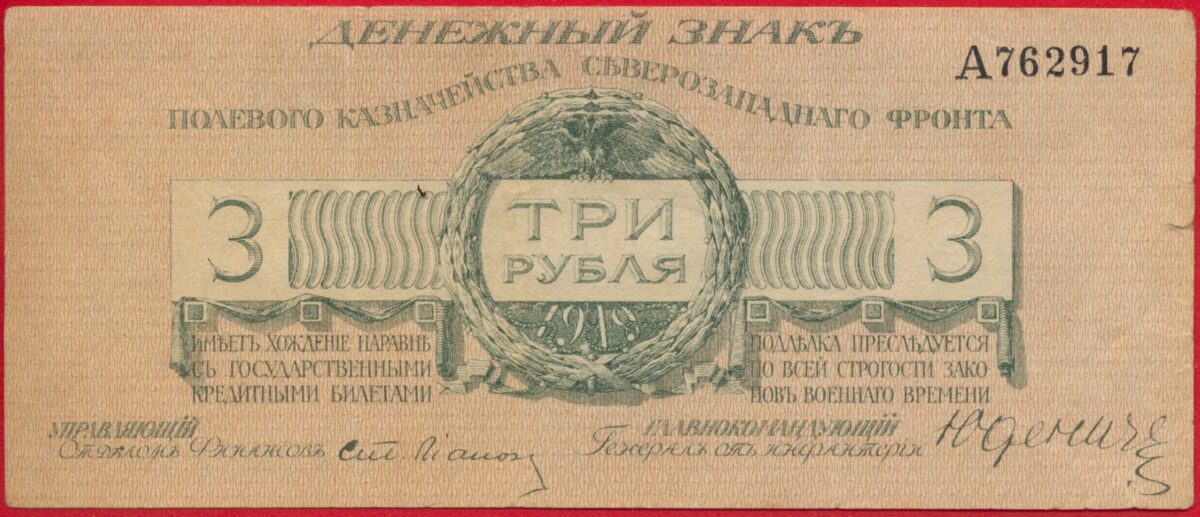 ДЕНЕЖНЫЙ ЗНАКЪ
А762917
ПОЛЕВОГО КАЗНАЧЕЙСТВА СѢВЕРОЗАПАДНАГО ФРОНТА
3
ТРИ
РУБЛЯ
3
1919
ИМѢЕТЪ ХОЖДЕНІЕ НАРАВНѢ
СЪ ГОСУДАРСТВЕННЫМИ
КРЕДИТНЫМИ БИЛЕТАМИ
ПОДДѢЛКА ПРЕСЛѢДУЕТСЯ
ПО ВСЕЙ СТРОГОСТИ ЗАКО
НОВЪ ВОЕННАГО ВРЕМЕНИ
УПРАВЛЯЮЩІЙ
Отдѣломъ Финансовъ
ГЛАВНОКОМАНДУЮЩІЙ
Генералъ отъ инфантеріи
Юденичъ